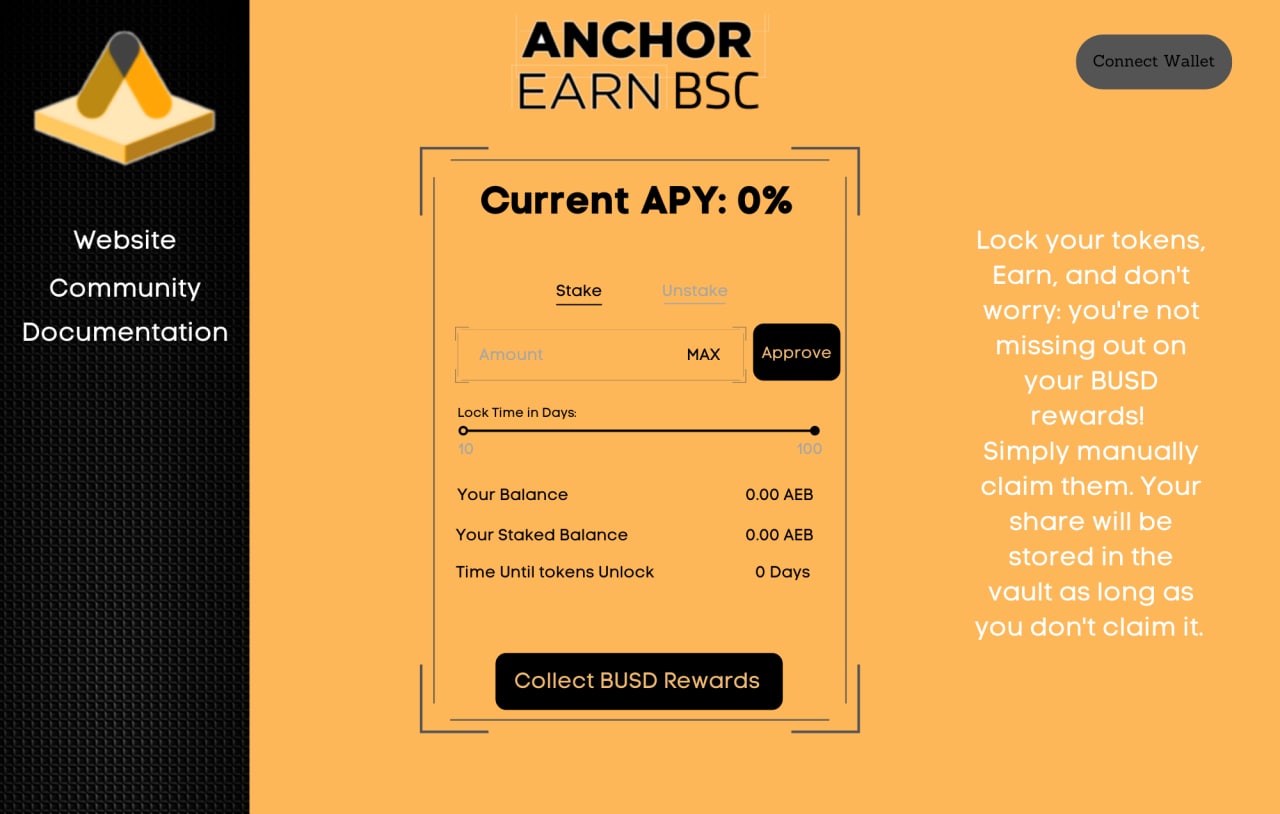 ANCHOR
EARN BSC
Connect Wallet
Website
Community
Documentation
Current APY: 0%
Stake
Unstake
Amount
MAX
Approve
Lock Time in Days:
10
100
Your Balance
0.00 AEB
Your Staked Balance
0.00 AEB
Time Until tokens Unlock
0 Days
Collect BUSD Rewards
Lock your tokens,
Earn, and don't
worry: you're not
missing out on
your BUSD
rewards!
Simply manually
claim them. Your
share will be
stored in the
vault as long as
you don't claim it.